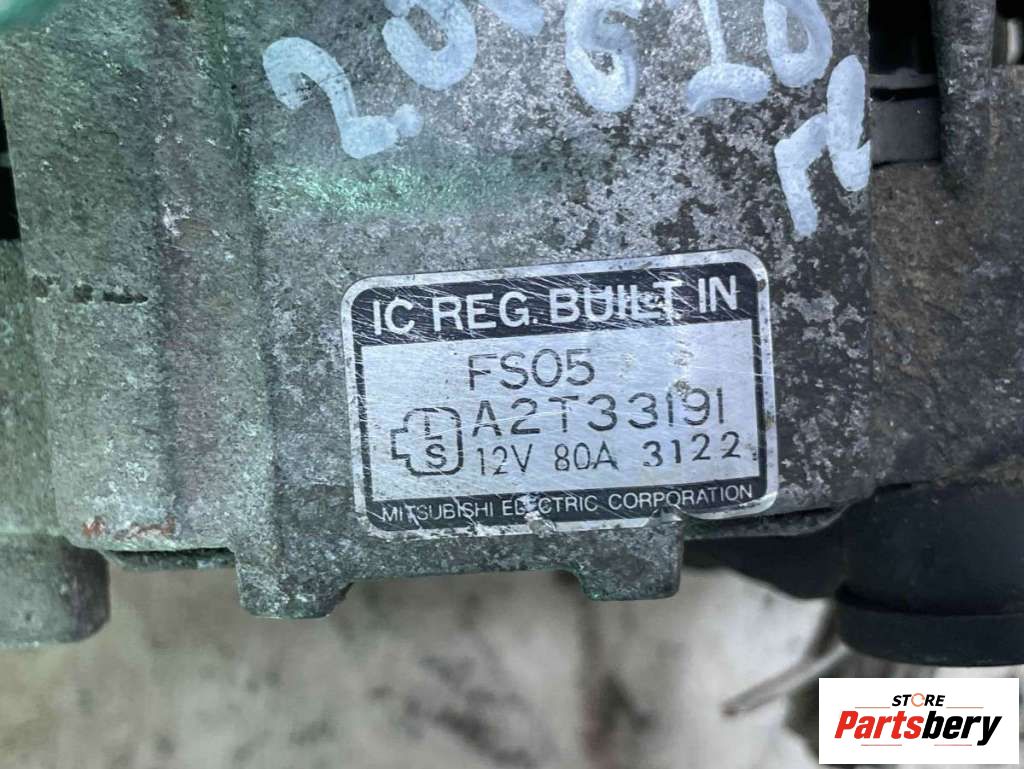 IC REG. BUILT IN
FS05
L
S
A2T33191
12V 80A 3122
MITSUBISHI ELECTRIC CORPORATION
STORE
Partsbery